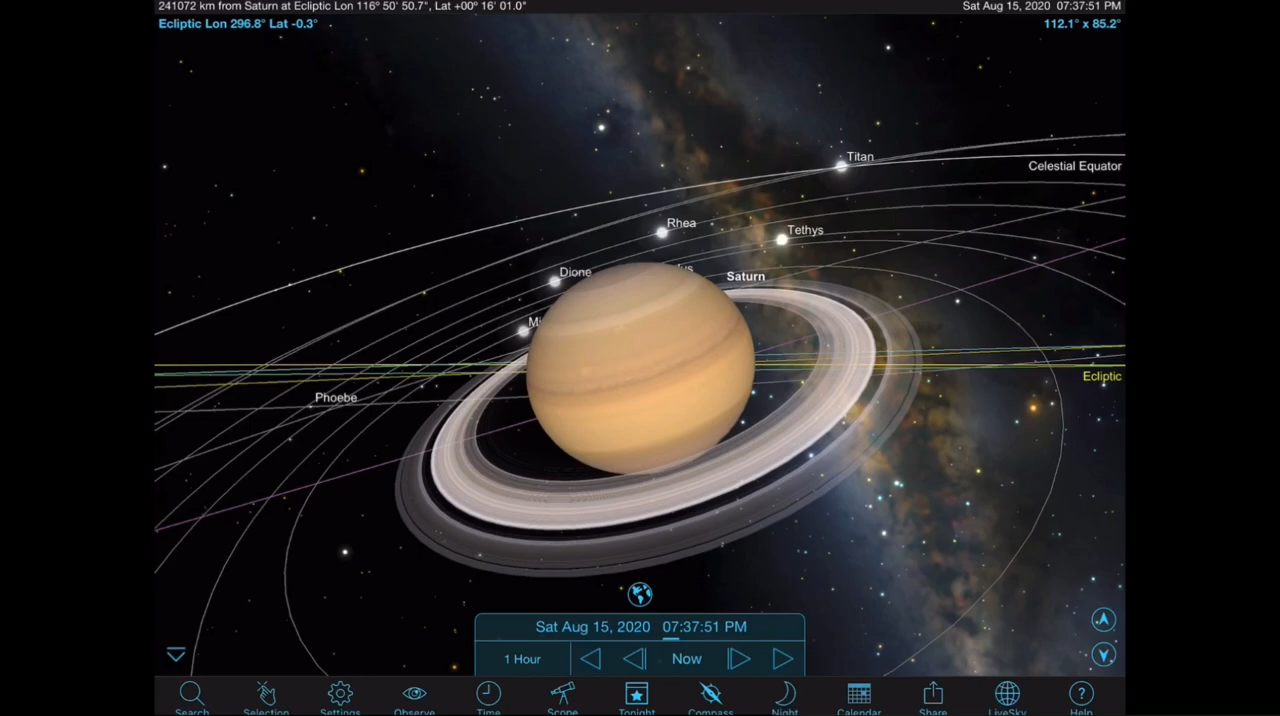 241072 km from Saturn at Ecliptic Lon 116° 50' 50.7", Lat +00° 16' 01.0"
Sat Aug 15, 2020 07:37:51 PM
Ecliptic Lon 296.8° Lat -0.3°
112.1° x 85.2°
Titan
Celestial Equator
Rhea
Tethys
Dione
Saturn
Mi
Ecliptic
Phoebe
Sat Aug 15, 2020 07:37:51 PM
1 Hour
Now
Search
Selection
Settings
Observe
Time
Scope
Tonight
Compass
Night
Calendar
Share
LiveSky
Help